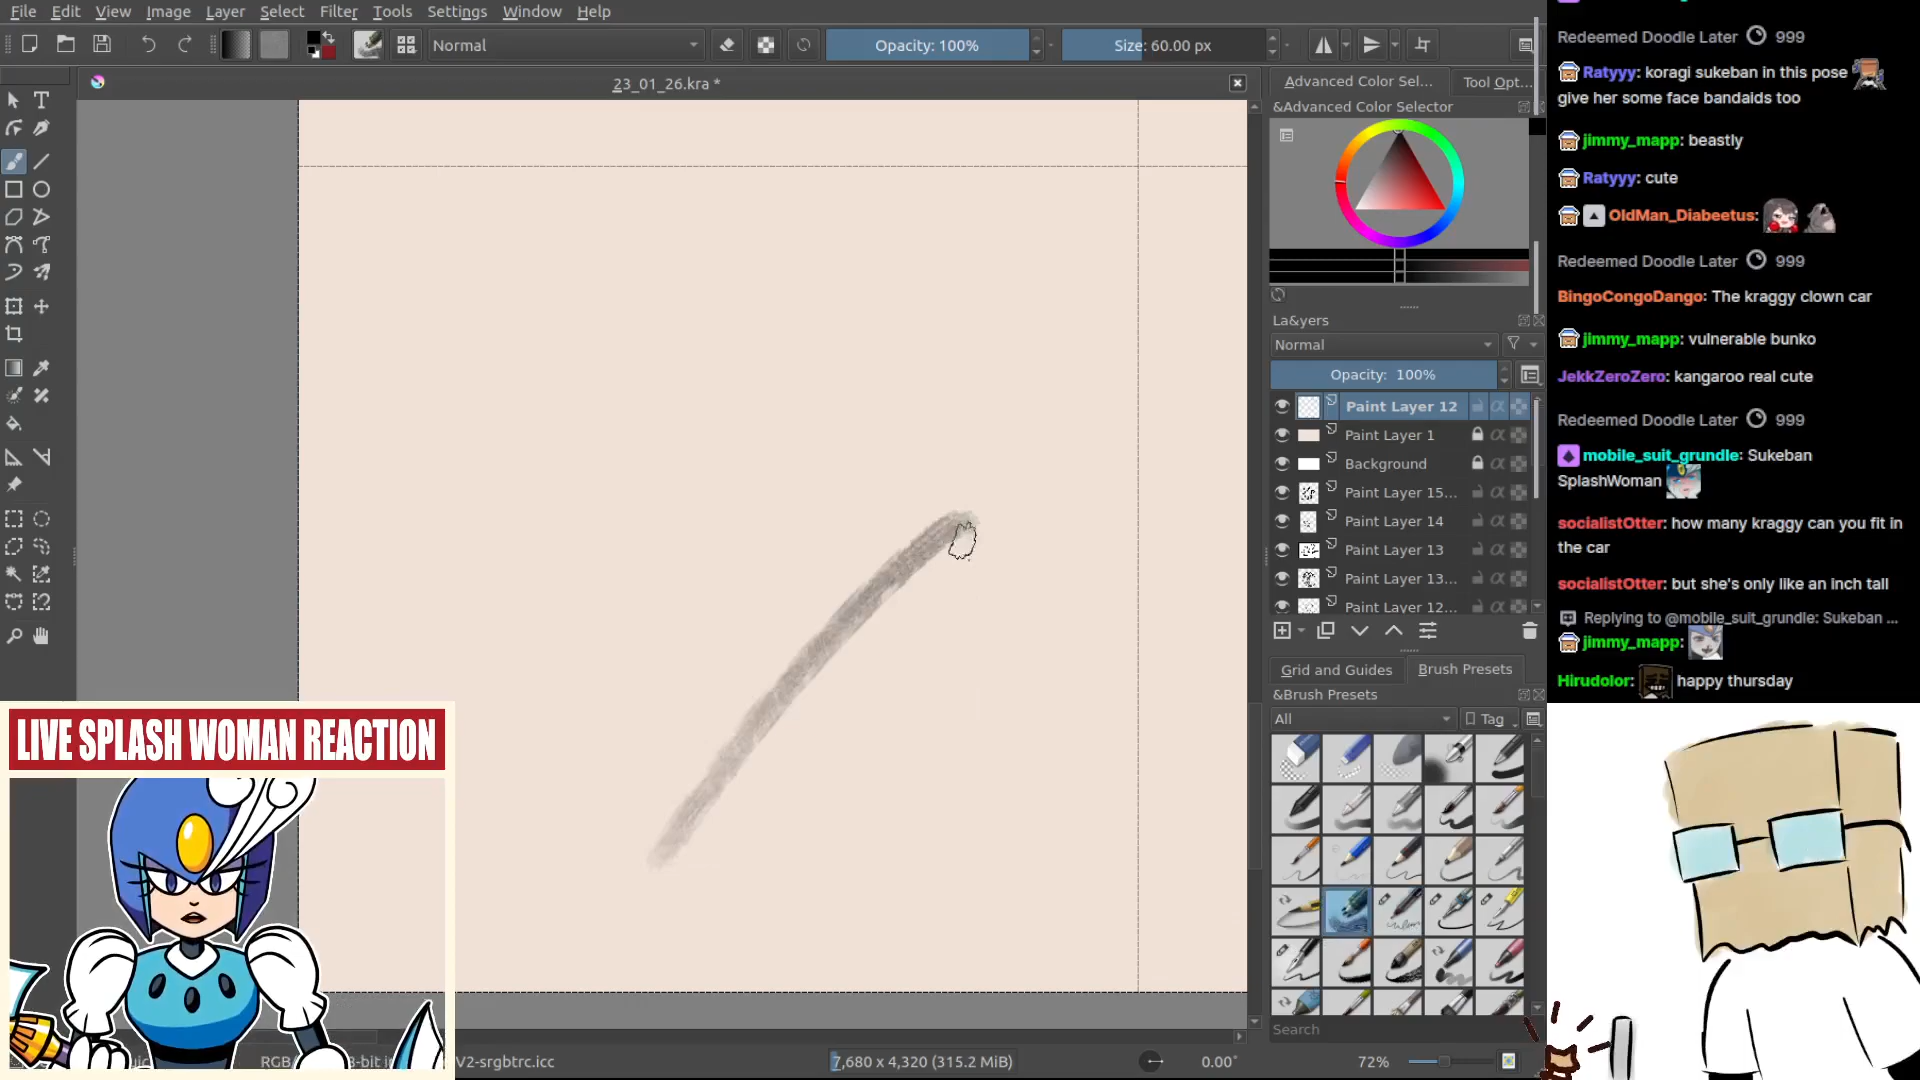 File Edit View Image Layer Select Filter Tools Settings Window Help
Normal
Opacity: 100%
Size: 60.00 px
23_01_26.kra *
Advanced Color Sel...
Tool Opt...
&Advanced Color Selector
La&yers
Normal
Opacity: 100%
Paint Layer 12
Paint Layer 1
Background
Paint Layer 15...
Paint Layer 14
Paint Layer 13
Paint Layer 13...
Paint Layer 12...
Grid and Guides
Brush Presets
&Brush Presets
All
Tag
Search
RGB
V2-srgbtrc.icc
7,680 x 4,320 (315.2 MiB)
0.00°
72%
LIVE SPLASH WOMAN REACTION
Redeemed Doodle Later 999
Ratyyy: koragi sukeban in this pose
give her some face bandaids too
jimmy_mapp: beastly
Ratyyy: cute
OldMan_Diabeetus:
Redeemed Doodle Later 999
BingoCongoDango: The kraggy clown car
jimmy_mapp: vulnerable bunko
JekkZeroZero: kangaroo real cute
Redeemed Doodle Later 999
mobile_suit_grundle: Sukeban
SplashWoman
socialistOtter: how many kraggy can you fit in
the car
socialistOtter: but she's only like an inch tall
Replying to @mobile_suit_grundle: Sukeban ...
jimmy_mapp:
Hirudolor: happy thursday